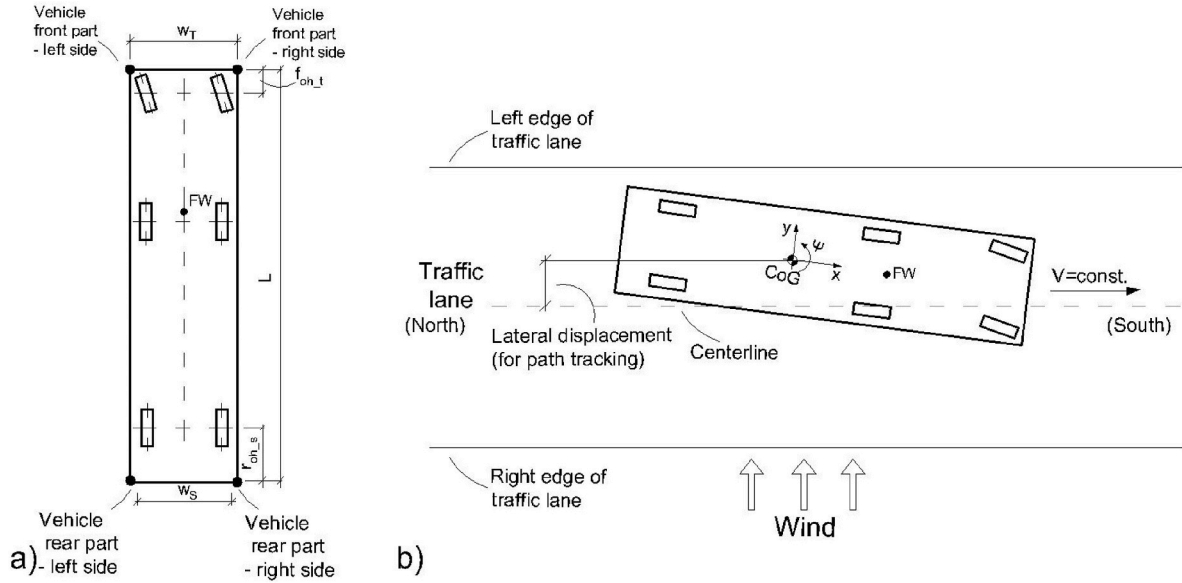 Vehicle
front part
- left side
w_T
Vehicle
front part
- right side
f_oh_t
FW
L
r_oh_s
w_S
Vehicle
rear part
- left side
Vehicle
rear part
- right side
a)
Left edge of
traffic lane
y
ψ
CoG
x
FW
V=const.
Traffic
lane
(North)
(South)
Lateral displacement
(for path tracking)
Centerline
Right edge of
traffic lane
Wind
b)